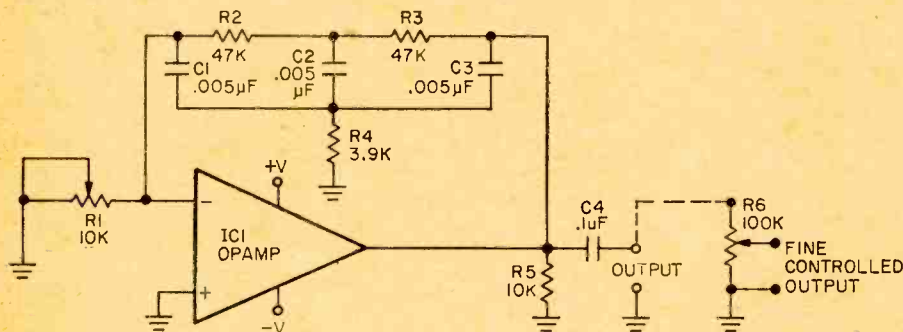 R2
47K
R3
47K
C1
.005µF
C2
.005
µF
C3
.005µF
R4
3.9K
+V
R1
10K
-
IC1
OPAMP
+
-V
C4
.1uF
R5
10K
OUTPUT
R6
100K
FINE
CONTROLLED
OUTPUT